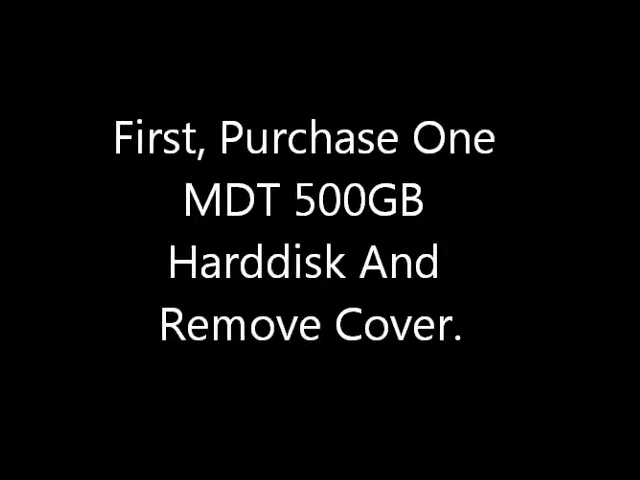 First, Purchase One
MDT 500GB
Harddisk And
Remove Cover.